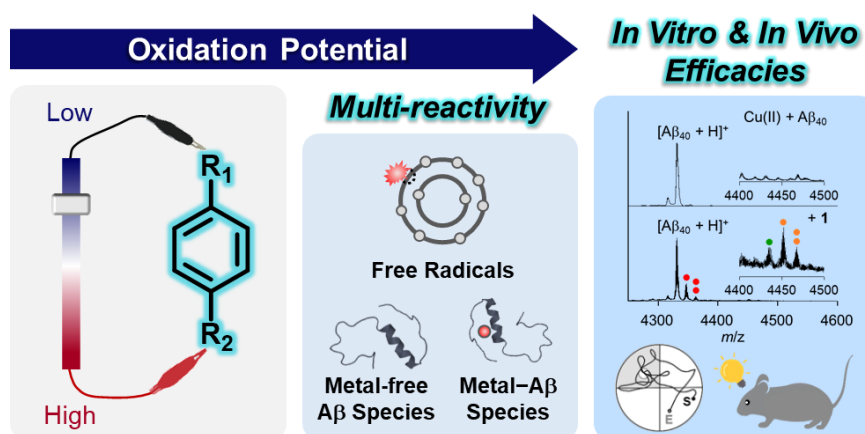 Oxidation Potential
In Vitro & In Vivo
Efficacies
Low
R1
R2
High
Multi-reactivity
Free Radicals
Metal-free
Aβ Species
Metal–Aβ
Species
[Aβ40 + H]+
Cu(II) + Aβ40
4400 4450 4500
[Aβ40 + H]+
+ 1
4400 4450 4500
4300 4400 4500 4600
m/z
S
E